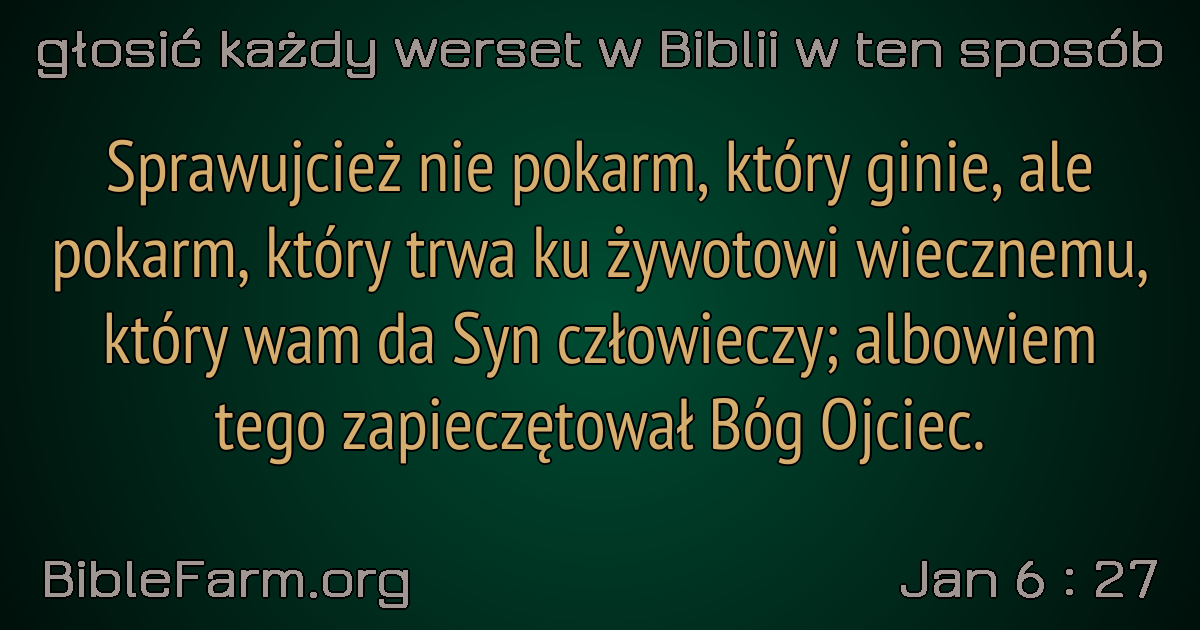 głosić każdy werset w Biblii w ten sposób
Sprawujcież nie pokarm, który ginie, ale
pokarm, który trwa ku żywotowi wiecznemu,
który wam da Syn człowieczy; albowiem
tego zapieczętował Bóg Ojciec.
BibleFarm.org
Jan 6 : 27